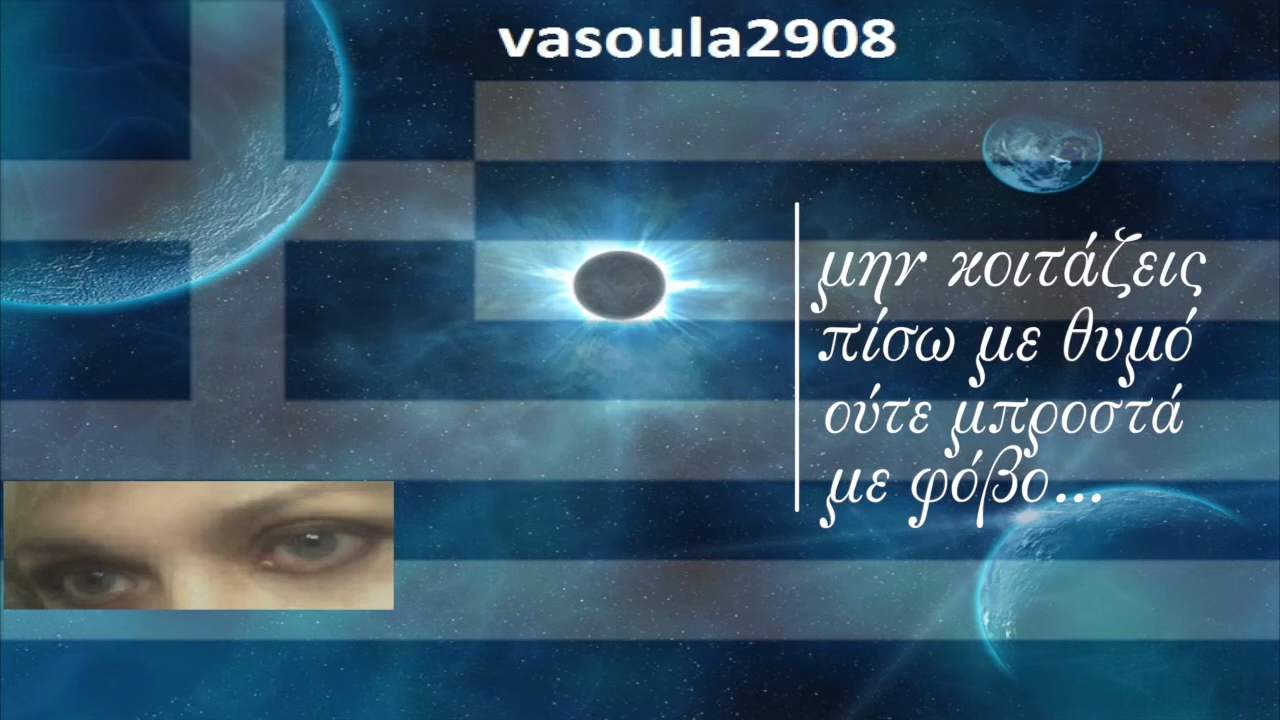 vasoula2908
μην κοιτάζεις
πίσω με θυμό
ούτε μπροστά
με φόβο...